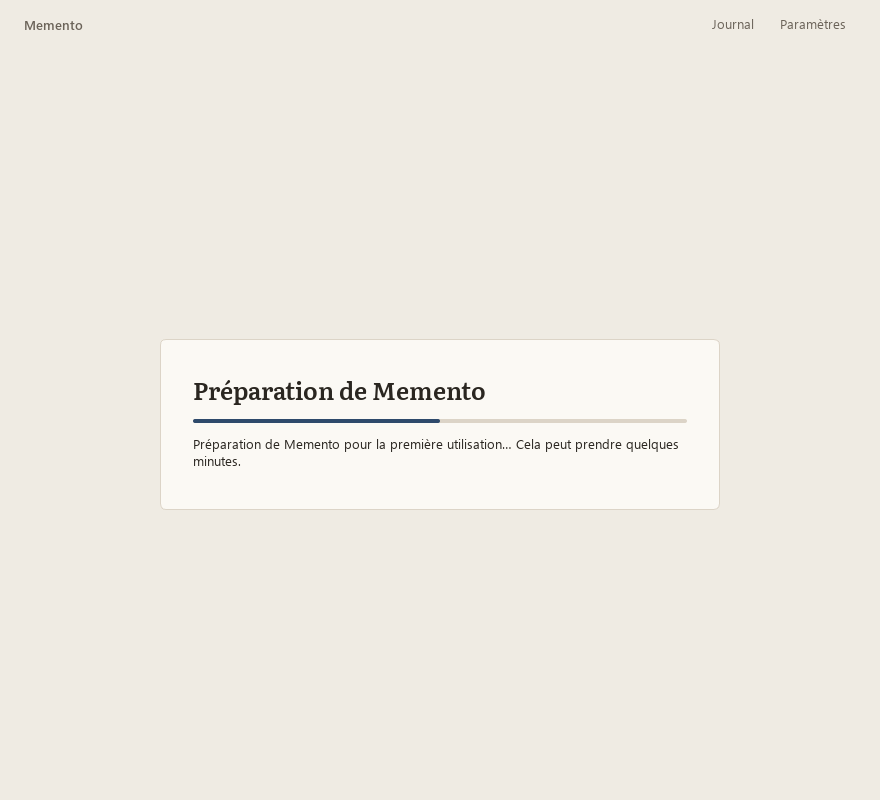 Memento
Journal
Paramètres
Préparation de Memento
Préparation de Memento pour la première utilisation... Cela peut prendre quelques
minutes.